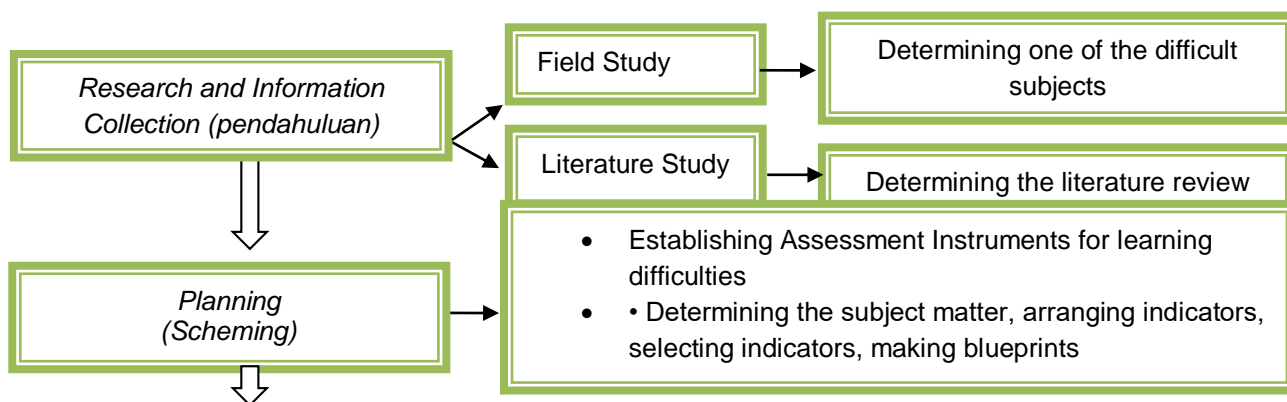 Research and Information
Collection (pendahuluan)
Field Study
Determining one of the difficult
subjects
Literature Study
Determining the literature review
Planning
(Scheming)
• Establishing Assessment Instruments for learning
difficulties
• • Determining the subject matter, arranging indicators,
selecting indicators, making blueprints